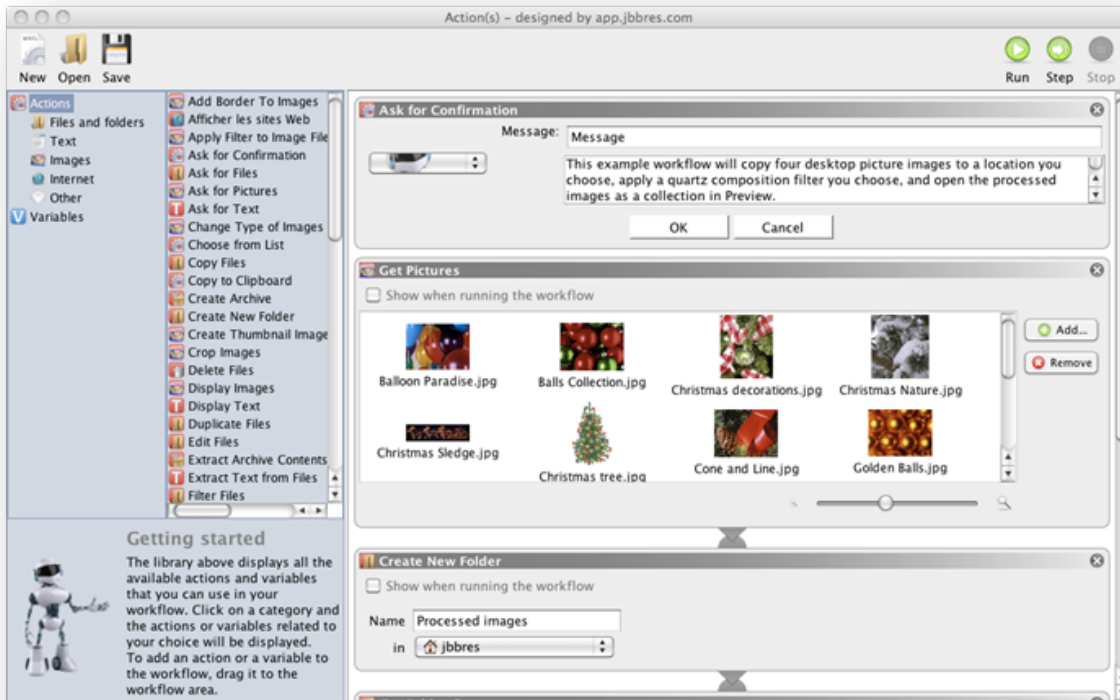 Action(s) – designed by app.jbbres.com
New Open Save
Run Step Stop
Actions
Files and folders
Text
Images
Internet
Other
Variables
Add Border To Images
Afficher les sites Web
Apply Filter to Image File
Ask for Confirmation
Ask for Files
Ask for Pictures
Ask for Text
Change Type of Images
Choose from List
Copy Files
Copy to Clipboard
Create Archive
Create New Folder
Create Thumbnail Image
Crop Images
Delete Files
Display Images
Display Text
Duplicate Files
Edit Files
Extract Archive Contents
Extract Text from Files
Filter Files
Getting started
The library above displays all the
available actions and variables
that you can use in your
workflow. Click on a category and
the actions or variables related to
your choice will be displayed.
To add an action or a variable to
the workflow, drag it to the
workflow area.
Ask for Confirmation
Message: Message
This example workflow will copy four desktop picture images to a location you
choose, apply a quartz composition filter you choose, and open the processed
images as a collection in Preview.
OK Cancel
Get Pictures
Show when running the workflow
Add...
Remove
Balloon Paradise.jpg Balls Collection.jpg Christmas decorations.jpg Christmas Nature.jpg
Christmas Sledge.jpg Christmas tree.jpg Cone and Line.jpg Golden Balls.jpg
Create New Folder
Show when running the workflow
Name Processed images
in jbbres